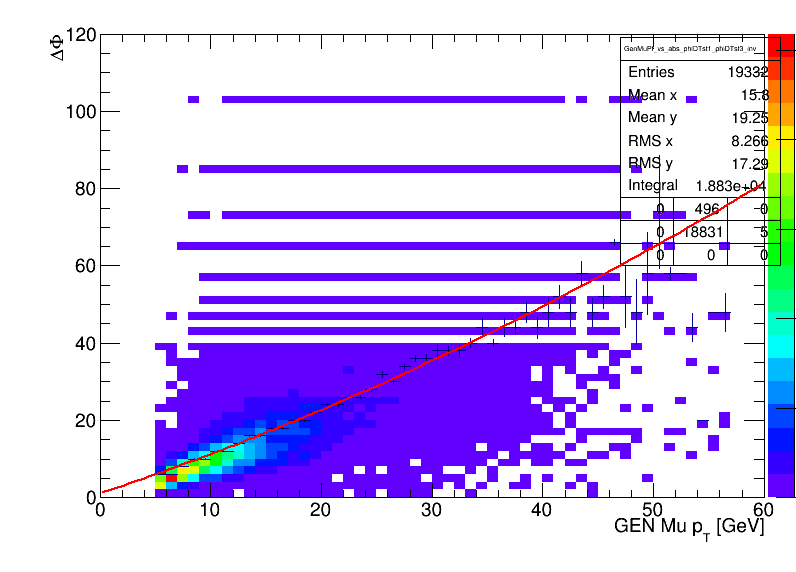 ΔΦ
120
100
80
60
40
20
0
0 10 20 30 40 50 60
GEN Mu pT [GeV]
GenMuPt_vs_abs_phiDTst1_phiDTst3_inv
Entries 19332
Mean x 15.8
Mean y 19.25
RMS x 8.266
RMS y 17.29
Integral 1.883e+04
0 496 0
0 18831 5
0 0 0